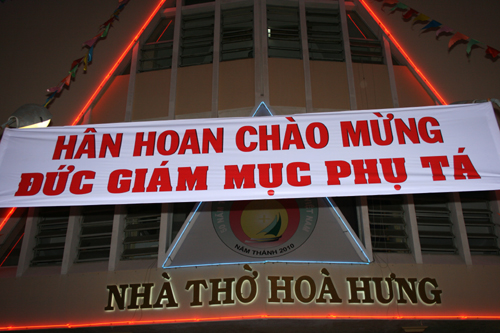 HÂN HOAN CHÀO MỪNG
ĐỨC GIÁM MỤC PHỤ TÁ
NĂM THÁNH 2010
NHÀ THỜ HOÀ HƯNG